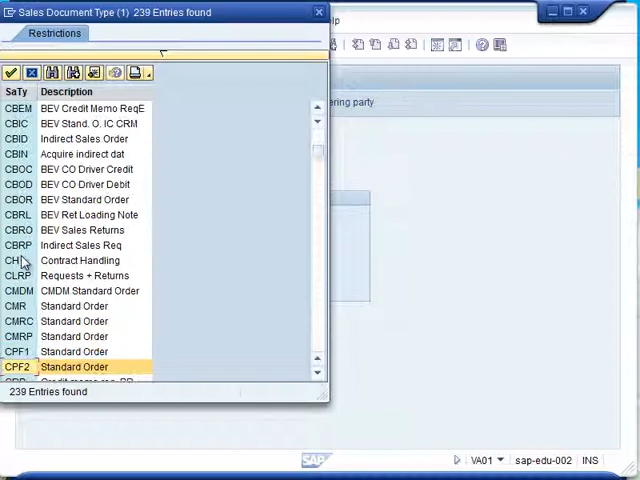 Sales Document Type (1) 239 Entries found
lp
Restrictions
ering party
SaTy Description
CBEM BEV Credit Memo ReqE
CBIC BEV Stand. O. IC CRM
CBID Indirect Sales Order
CBIN Acquire indirect dat
CBOC BEV CO Driver Credit
CBOD BEV CO Driver Debit
CBOR BEV Standard Order
CBRL BEV Ret Loading Note
CBRO BEV Sales Returns
CBRP Indirect Sales Req
CH Contract Handling
CLRP Requests + Returns
CMDM CMDM Standard Order
CMR Standard Order
CMRC Standard Order
CMRP Standard Order
CPF1 Standard Order
CPF2 Standard Order
239 Entries found
SAP VA01 sap-edu-002 INS